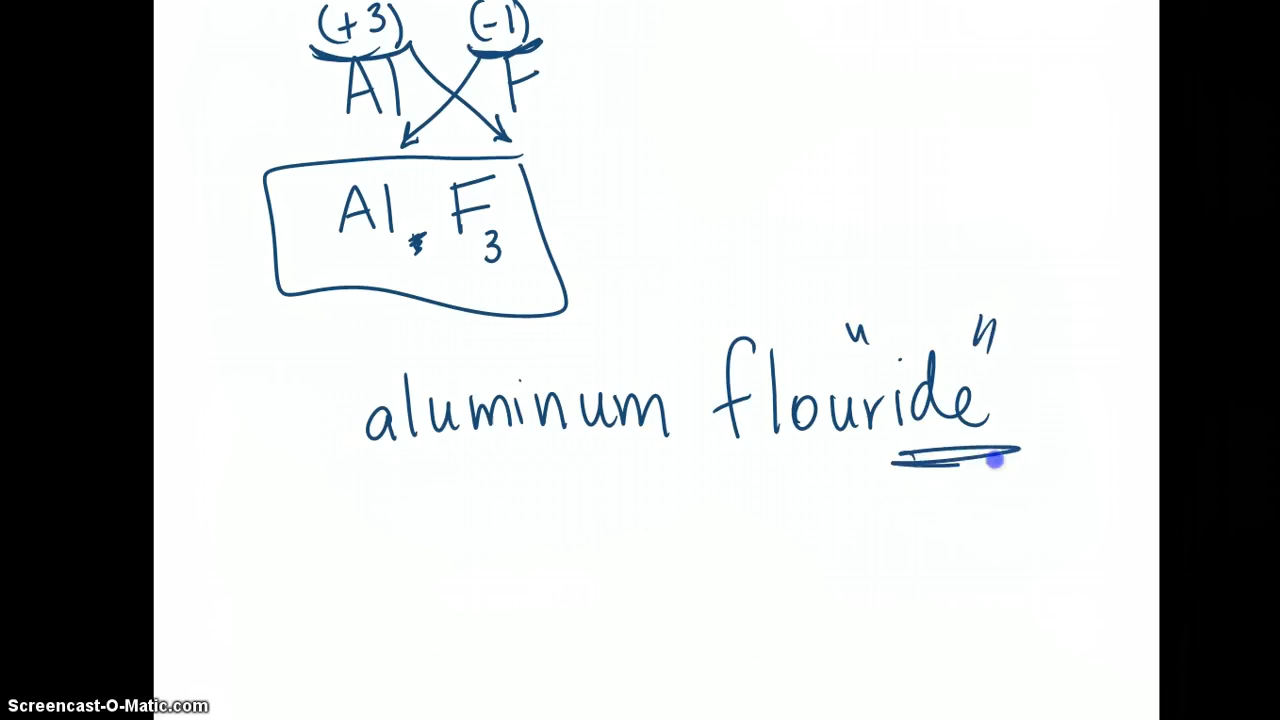 (+3) (-1)
Al F
Al F3
" "
aluminum flouride
Screencast-O-Matic.com